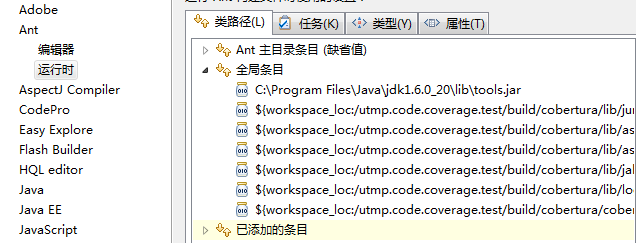 Adobe
Ant
编辑器
运行时
AspectJ Compiler
CodePro
Easy Explore
Flash Builder
HQL editor
Java
Java EE
JavaScript
类路径(L)
任务(K)
类型(Y)
属性(T)
Ant 主目录条目 (缺省值)
全局条目
C:\Program Files\Java\jdk1.6.0_20\lib\tools.jar
${workspace_loc:/utmp.code.coverage.test/build/cobertura/lib/jun
${workspace_loc:/utmp.code.coverage.test/build/cobertura/lib/as
${workspace_loc:/utmp.code.coverage.test/build/cobertura/lib/as
${workspace_loc:/utmp.code.coverage.test/build/cobertura/lib/jak
${workspace_loc:/utmp.code.coverage.test/build/cobertura/lib/lo
${workspace_loc:/utmp.code.coverage.test/build/cobertura/cober
已添加的条目